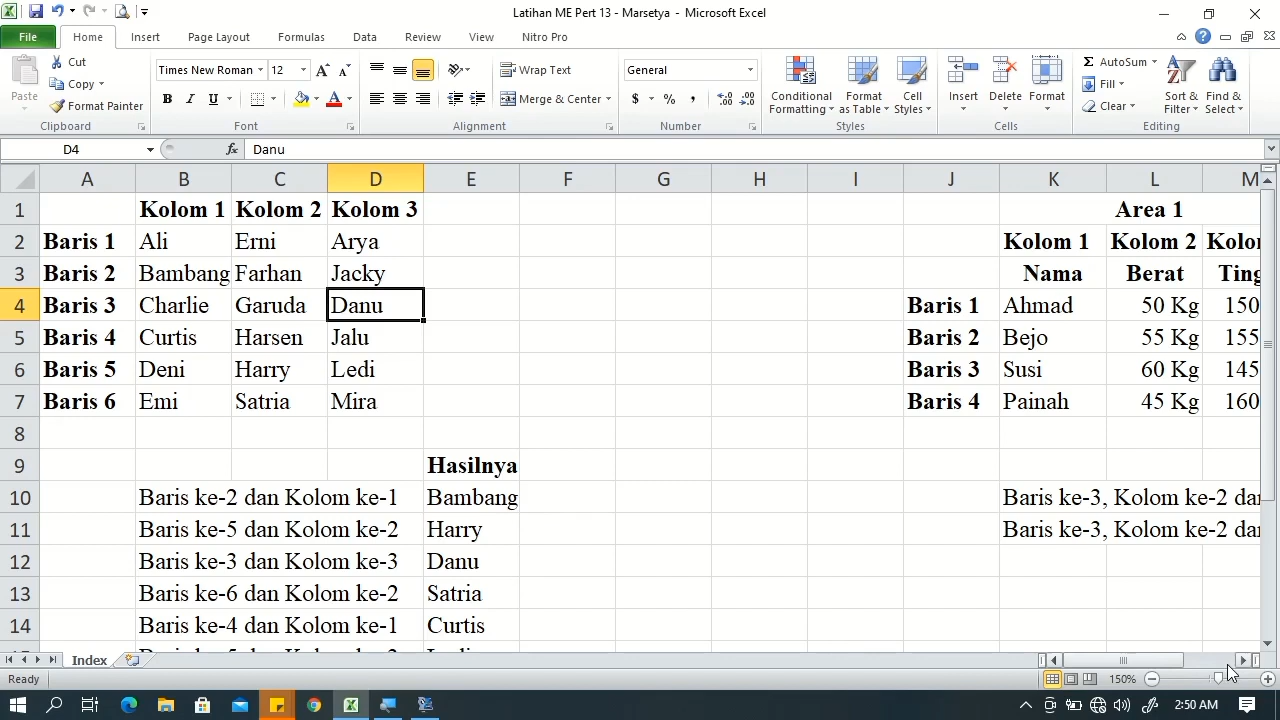 Latihan ME Pert 13 - Marsetya - Microsoft Excel
File Home Insert Page Layout Formulas Data Review View Nitro Pro
Paste Cut Copy Format Painter
Times New Roman 12
B I U
Wrap Text
Merge & Center
General
$ % ,
Conditional Formatting
Format as Table
Cell Styles
Insert Delete Format
Σ AutoSum
Fill
Clear
Sort & Filter
Find & Select
Clipboard Font Alignment Number Styles Cells Editing
D4 fx Danu
A B C D E F G H I J K L M
1 Kolom 1 Kolom 2 Kolom 3 Area 1
2 Baris 1 Ali Erni Arya Kolom 1 Kolom 2
3 Baris 2 Bambang Farhan Jacky Nama Berat
4 Baris 3 Charlie Garuda Danu Baris 1 Ahmad 50 Kg 150
5 Baris 4 Curtis Harsen Jalu Baris 2 Bejo 55 Kg 155
6 Baris 5 Deni Harry Ledi Baris 3 Susi 60 Kg 145
7 Baris 6 Emi Satria Mira Baris 4 Painah 45 Kg 160
8
9 Hasilnya
10 Baris ke-2 dan Kolom ke-1 Bambang Baris ke-3, Kolom ke-2
11 Baris ke-5 dan Kolom ke-2 Harry Baris ke-3, Kolom ke-2
12 Baris ke-3 dan Kolom ke-3 Danu
13 Baris ke-6 dan Kolom ke-2 Satria
14 Baris ke-4 dan Kolom ke-1 Curtis
Index
Ready 150%
2:50 AM